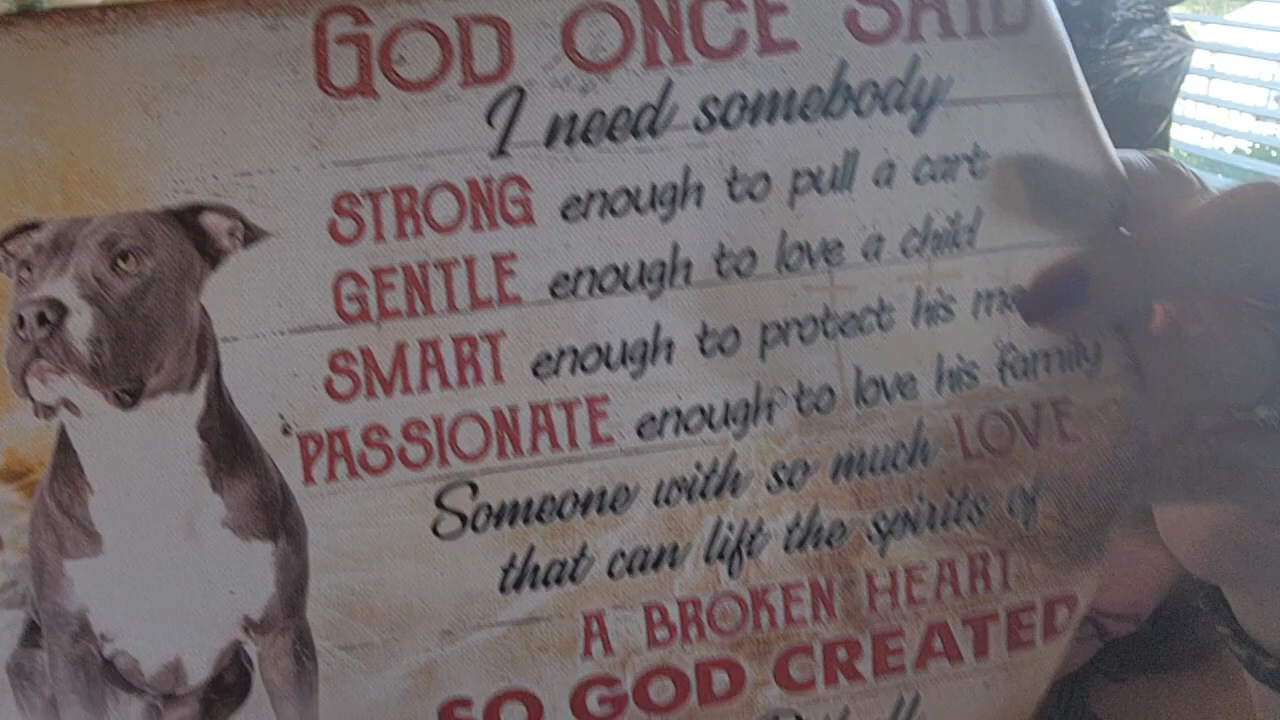 GOD ONCE SAID
I need somebody
STRONG enough to pull a cart
GENTLE enough to love a child
SMART enough to protect his
PASSIONATE enough to love his family
Someone with so much LOVE
that can lift the spirits of
A BROKEN HEART
SO GOD CREATED